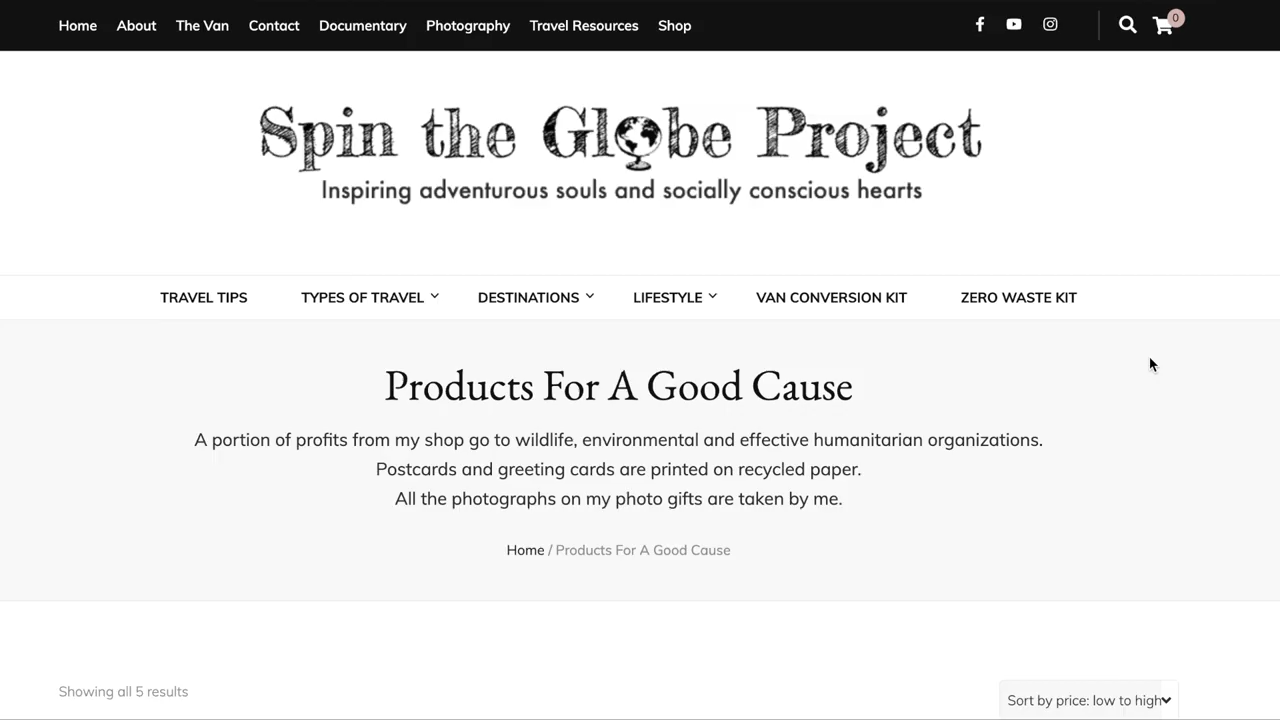 Home About The Van Contact Documentary Photography Travel Resources Shop 0
Spin the Globe Project
Inspiring adventurous souls and socially conscious hearts
TRAVEL TIPS TYPES OF TRAVEL DESTINATIONS LIFESTYLE VAN CONVERSION KIT ZERO WASTE KIT
Products For A Good Cause
A portion of profits from my shop go to wildlife, environmental and effective humanitarian organizations.
Postcards and greeting cards are printed on recycled paper.
All the photographs on my photo gifts are taken by me.
Home / Products For A Good Cause
Showing all 5 results Sort by price: low to high